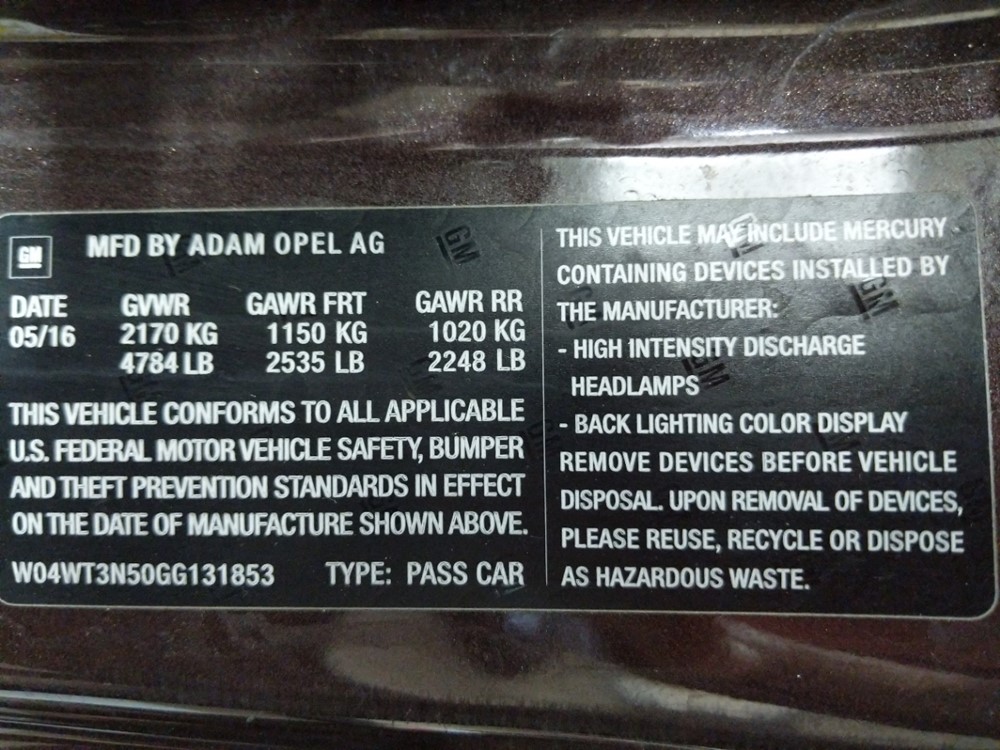 GM
MFD BY ADAM OPEL AG
DATE GVWR GAWR FRT GAWR RR
05/16 2170 KG 1150 KG 1020 KG
4784 LB 2535 LB 2248 LB
THIS VEHICLE CONFORMS TO ALL APPLICABLE
U.S. FEDERAL MOTOR VEHICLE SAFETY, BUMPER
AND THEFT PREVENTION STANDARDS IN EFFECT
ON THE DATE OF MANUFACTURE SHOWN ABOVE.
W04WT3N50GG131853 TYPE: PASS CAR
THIS VEHICLE MAY INCLUDE MERCURY
CONTAINING DEVICES INSTALLED BY
THE MANUFACTURER:
- HIGH INTENSITY DISCHARGE
HEADLAMPS
- BACK LIGHTING COLOR DISPLAY
REMOVE DEVICES BEFORE VEHICLE
DISPOSAL. UPON REMOVAL OF DEVICES,
PLEASE REUSE, RECYCLE OR DISPOSE
AS HAZARDOUS WASTE.